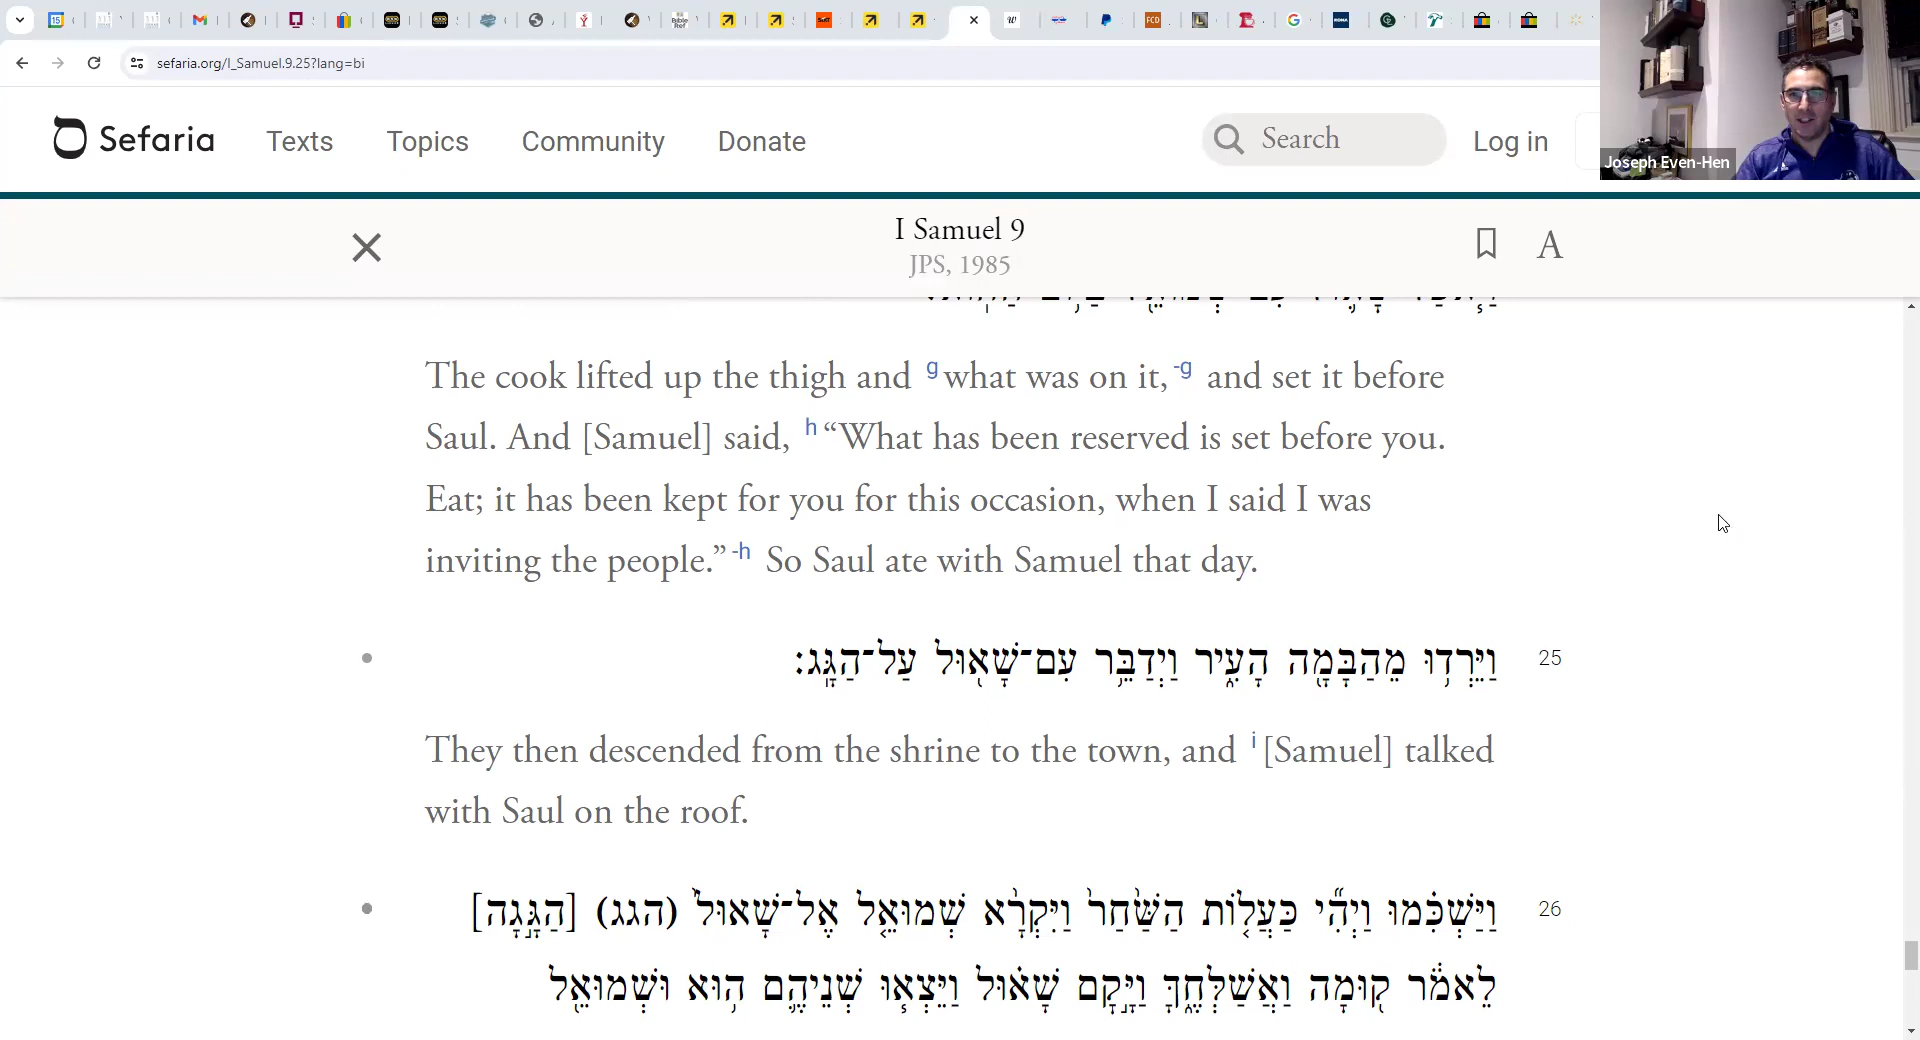 sefaria.org/I_Samuel.9.25?lang=bi
Sefaria Texts Topics Community Donate Search Log in
Joseph Even-Hen
I Samuel 9
JPS, 1985
A
The cook lifted up the thigh and g what was on it, -g and set it before
Saul. And [Samuel] said, h “What has been reserved is set before you.
Eat; it has been kept for you for this occasion, when I said I was
inviting the people.” -h So Saul ate with Samuel that day.
25 וַיֵּרְד֥וּ מֵהַבָּמָ֖ה הָעִ֑יר וַיְדַבֵּ֥ר עִם־שָׁא֖וּל עַל־הַגָּֽג׃
They then descended from the shrine to the town, and i [Samuel] talked
with Saul on the roof.
26 וַיַּשְׁכִּ֗מוּ וַיְהִ֞י כַּעֲל֤וֹת הַשַּׁ֙חַר֙ וַיִּקְרָ֨א שְׁמוּאֵ֤ל אֶל־שָׁאוּל֙ (הגג) [הַגָּ֣גָה]
לֵאמֹ֔ר ק֖וּמָה וַאֲשַׁלְּחֶ֑ךָּ וַיָּ֣קׇם שָׁא֗וּל וַיֵּצְא֧וּ שְׁנֵיהֶ֛ם ה֥וּא וּשְׁמוּאֵ֖ל